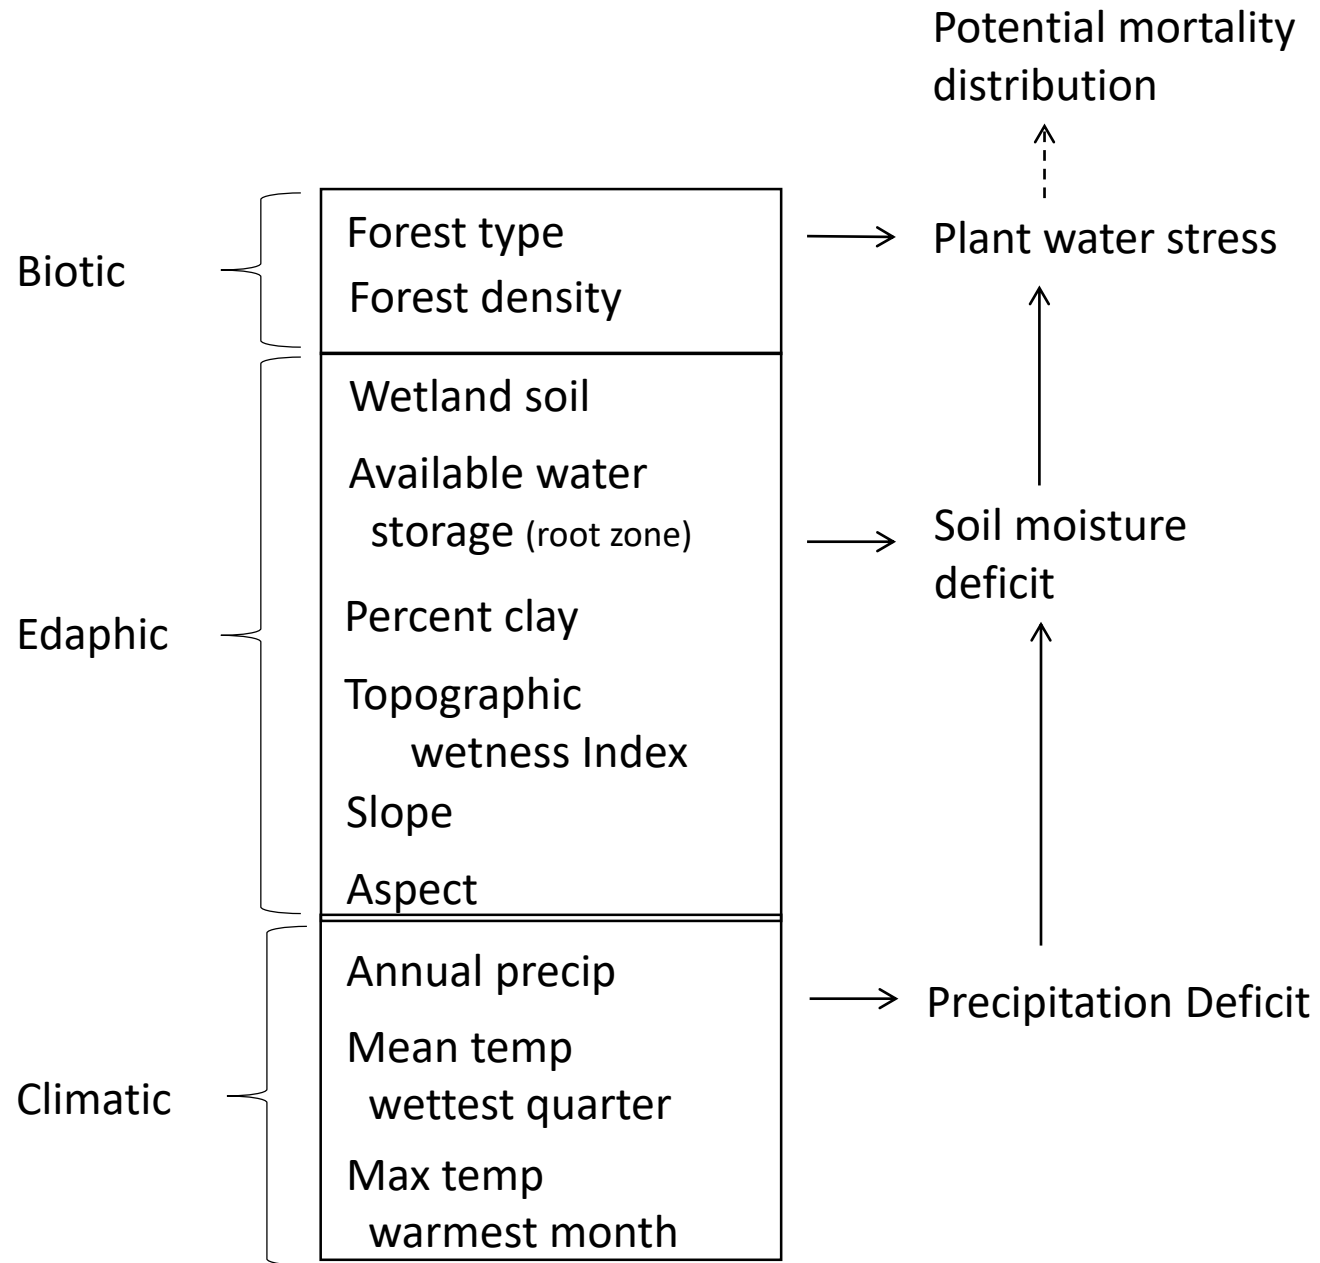 Potential mortality
distribution
Biotic
Forest type
Forest density
Plant water stress
Edaphic
Wetland soil
Available water
storage (root zone)
Percent clay
Topographic
wetness Index
Slope
Aspect
Soil moisture
deficit
Climatic
Annual precip
Mean temp
wettest quarter
Max temp
warmest month
Precipitation Deficit